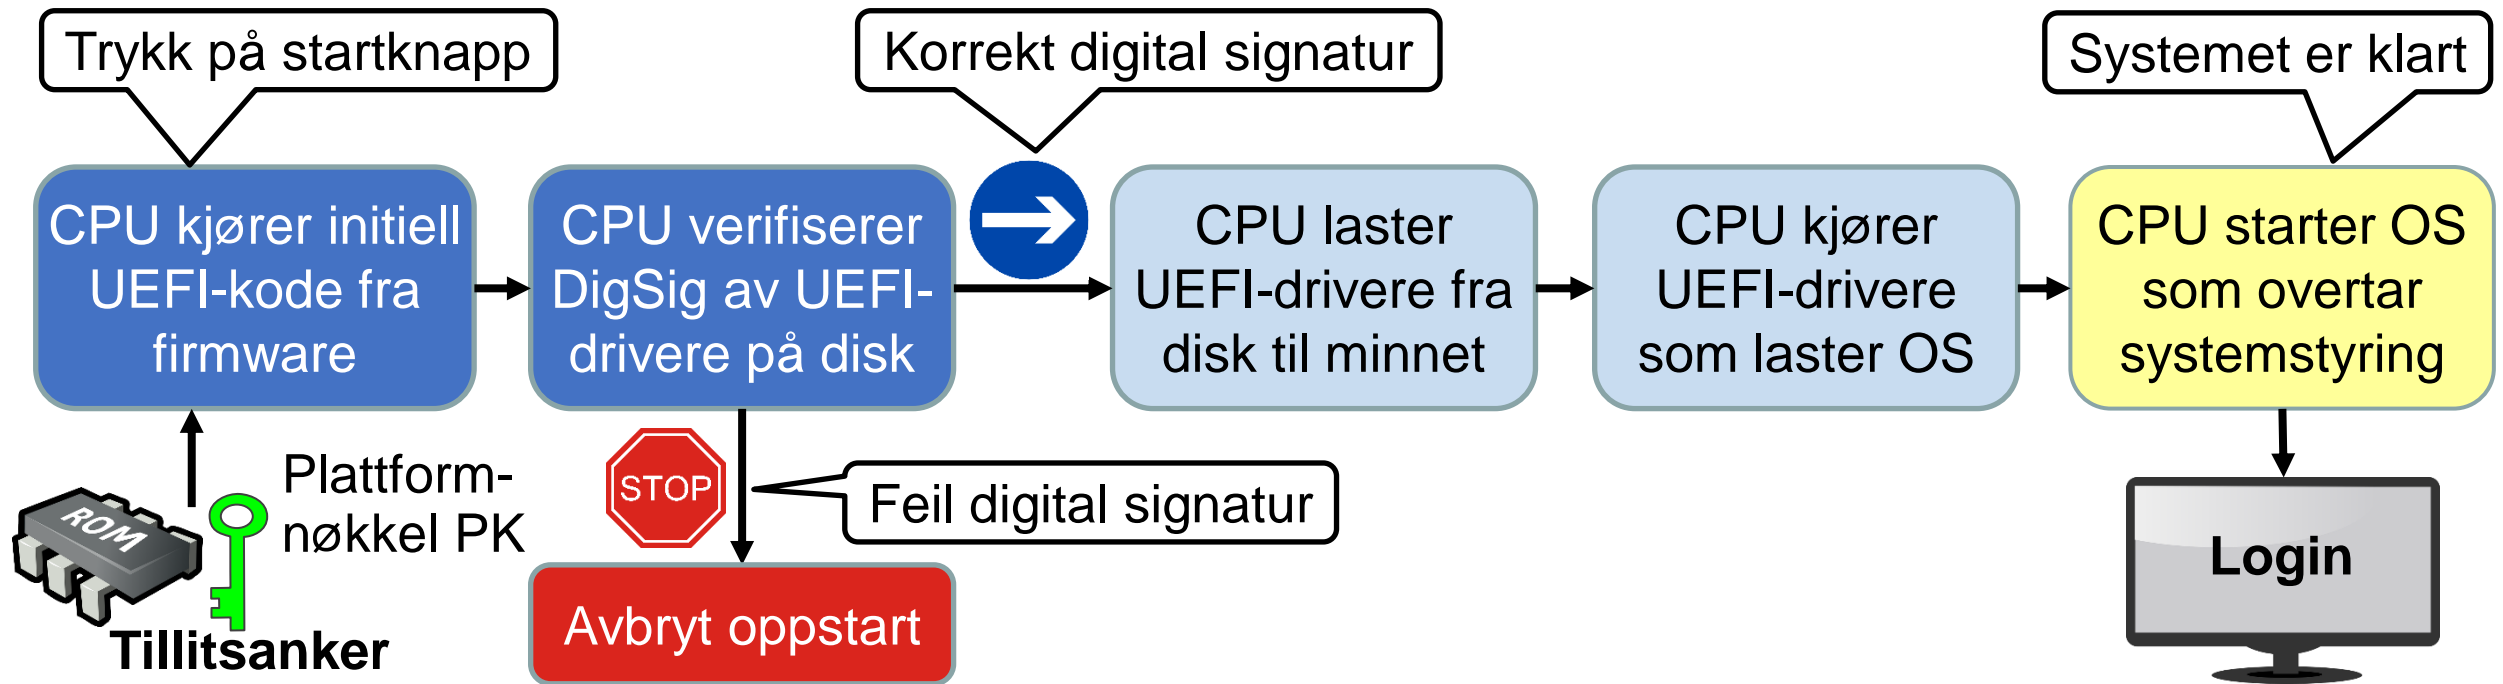 Trykk på startknapp
Korrekt digital signatur
Systemet er klart
CPU kjører initiell
UEFI-kode fra
firmware
CPU verifiserer
DigSig av UEFI-
drivere på disk
CPU laster
UEFI-drivere fra
disk til minnet
CPU kjører
UEFI-drivere
som laster OS
CPU starter OS
som overtar
systemstyring
ROM
Plattform-
nøkkel PK
Tillitsanker
STOP
Feil digital signatur
Avbryt oppstart
Login